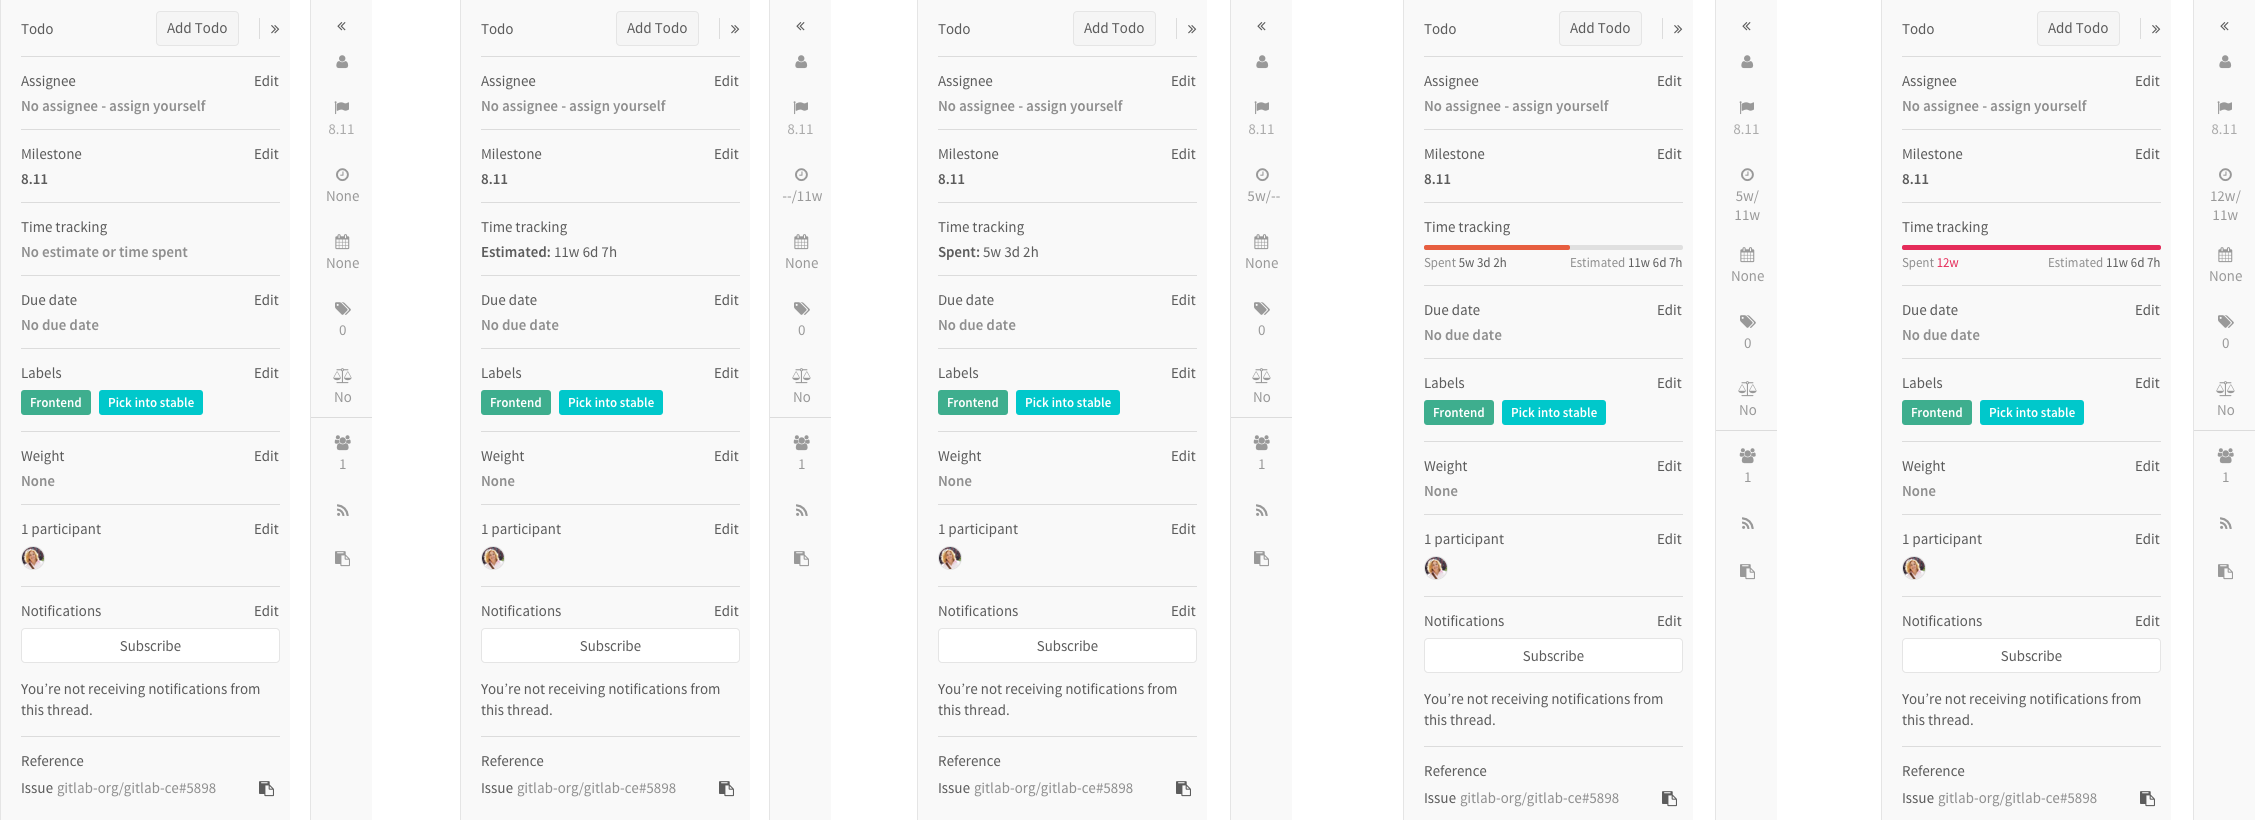 Todo
Add Todo
»
Assignee
Edit
No assignee - assign yourself
Milestone
Edit
8.11
Time tracking
No estimate or time spent
Due date
Edit
No due date
Labels
Edit
Frontend
Pick into stable
Weight
Edit
None
1 participant
Edit
Notifications
Edit
Subscribe
You’re not receiving notifications from
this thread.
Reference
Issue gitlab-org/gitlab-ce#5898
«
8.11
None
None
0
No
1
Todo
Add Todo
»
Assignee
Edit
No assignee - assign yourself
Milestone
Edit
8.11
Time tracking
Estimated: 11w 6d 7h
Due date
Edit
No due date
Labels
Edit
Frontend
Pick into stable
Weight
Edit
None
1 participant
Edit
Notifications
Edit
Subscribe
You’re not receiving notifications from
this thread.
Reference
Issue gitlab-org/gitlab-ce#5898
«
8.11
--/11w
None
0
No
1
Todo
Add Todo
»
Assignee
Edit
No assignee - assign yourself
Milestone
Edit
8.11
Time tracking
Spent: 5w 3d 2h
Due date
Edit
No due date
Labels
Edit
Frontend
Pick into stable
Weight
Edit
None
1 participant
Edit
Notifications
Edit
Subscribe
You’re not receiving notifications from
this thread.
Reference
Issue gitlab-org/gitlab-ce#5898
«
8.11
5w/--
None
0
No
1
Todo
Add Todo
»
Assignee
Edit
No assignee - assign yourself
Milestone
Edit
8.11
Time tracking
Spent 5w 3d 2h
Estimated 11w 6d 7h
Due date
Edit
No due date
Labels
Edit
Frontend
Pick into stable
Weight
Edit
None
1 participant
Edit
Notifications
Edit
Subscribe
You’re not receiving notifications from
this thread.
Reference
Issue gitlab-org/gitlab-ce#5898
«
8.11
5w/
11w
None
0
No
1
Todo
Add Todo
»
Assignee
Edit
No assignee - assign yourself
Milestone
Edit
8.11
Time tracking
Spent 12w
Estimated 11w 6d 7h
Due date
Edit
No due date
Labels
Edit
Frontend
Pick into stable
Weight
Edit
None
1 participant
Edit
Notifications
Edit
Subscribe
You’re not receiving notifications from
this thread.
Reference
Issue gitlab-org/gitlab-ce#5898
«
8.11
12w/
11w
None
0
No
1